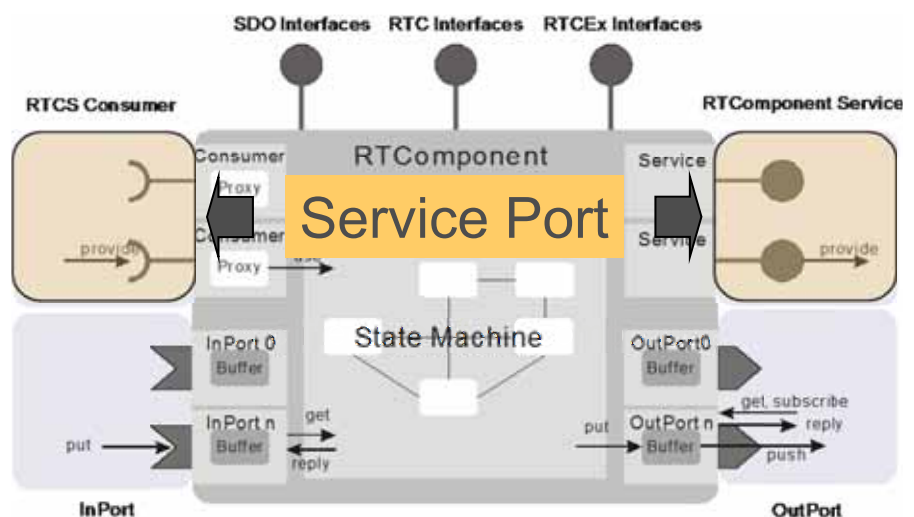 SDO Interfaces RTC Interfaces RTCEx Interfaces
RTCS Consumer
RTComponent Service
Consumer
RTComponent
Service
Proxy
Service Port
Consumer
Service
provide
Proxy
use
provide
State Machine
InPort 0
Buffer
OutPort0
Buffer
InPort n
Buffer
get
reply
put
put
OutPort n
Buffer
get, subscribe
reply
push
InPort
OutPort